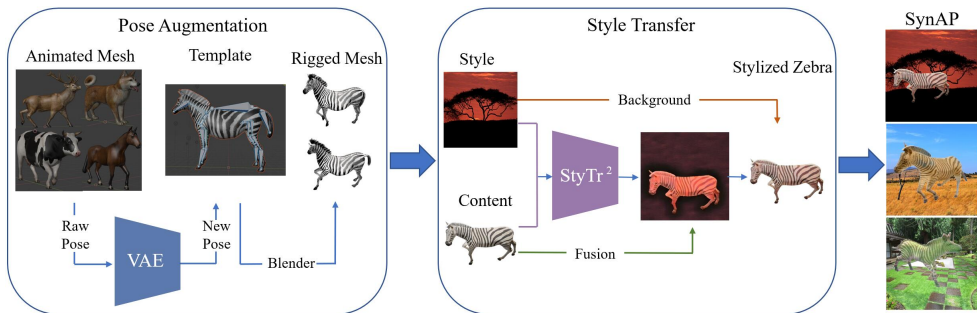 Pose Augmentation
Animated Mesh
Template
Rigged Mesh
Raw
Pose
VAE
New
Pose
Blender
Style Transfer
Style
Background
Stylized Zebra
StyTr²
Content
Fusion
SynAP